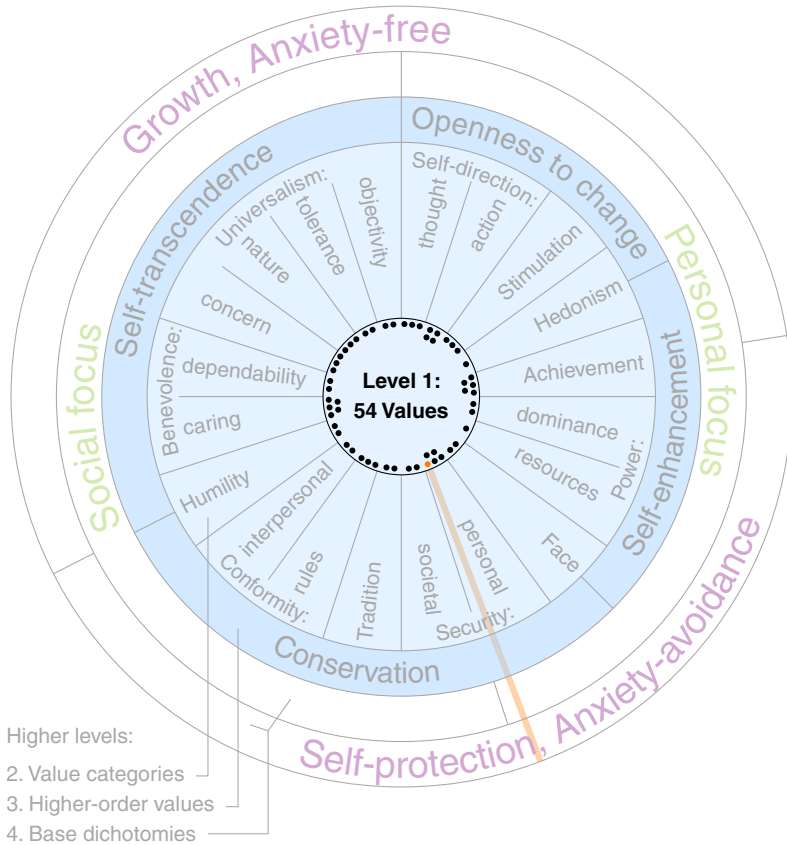 Growth, Anxiety-free
Openness to change
Self-transcendence
Self-direction:
thought
action
Universalism:
objectivity
tolerance
nature
concern
Stimulation
Hedonism
Personal focus
Social focus
Benevolence:
dependability
caring
Level 1:
54 Values
Achievement
dominance
resources
Power:
Self-enhancement
Humility
interpersonal
rules
Conformity:
Tradition
societal
personal
Security:
Face
Conservation
Self-protection, Anxiety-avoidance
Higher levels:
2. Value categories
3. Higher-order values
4. Base dichotomies